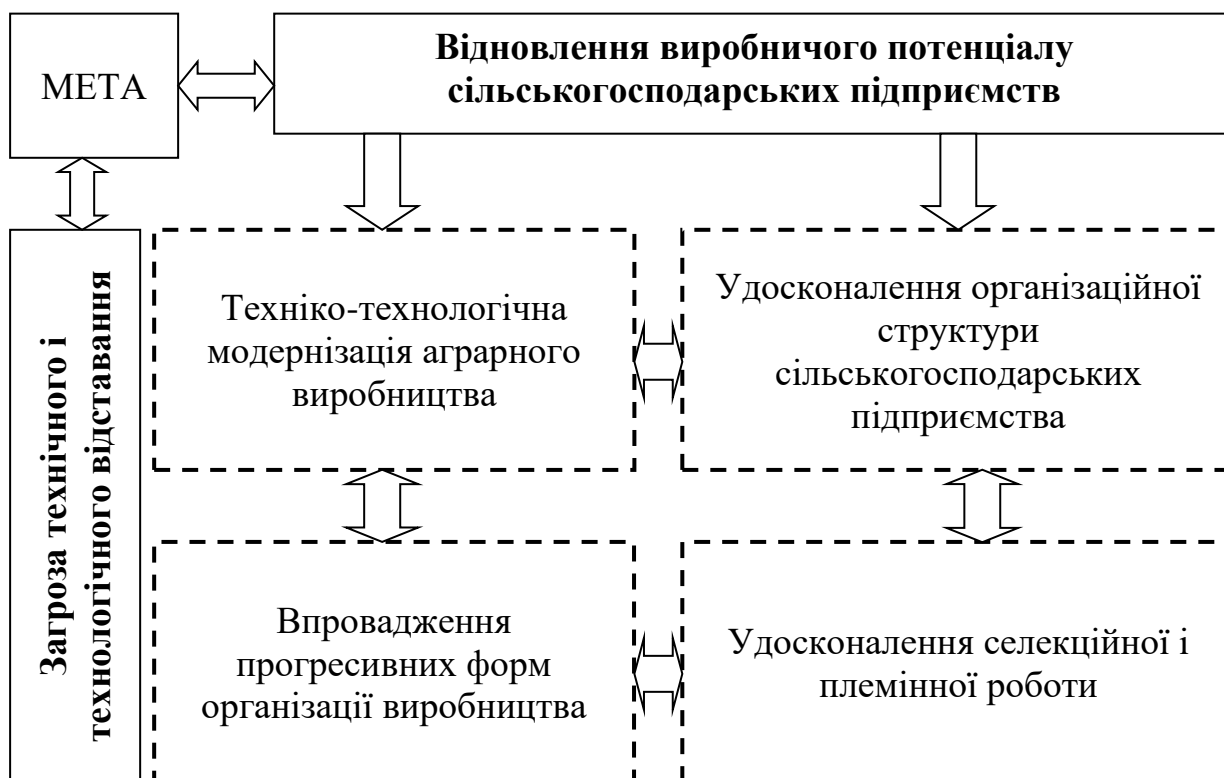 МЕТА
Відновлення виробничого потенціалу
сільськогосподарських підприємств
Загроза технічного і
технологічного відставання
Техніко-технологічна
модернізація аграрного
виробництва
Удосконалення організаційної
структури
сільськогосподарських
підприємства
Впровадження
прогресивних форм
організації виробництва
Удосконалення селекційної і
племінної роботи